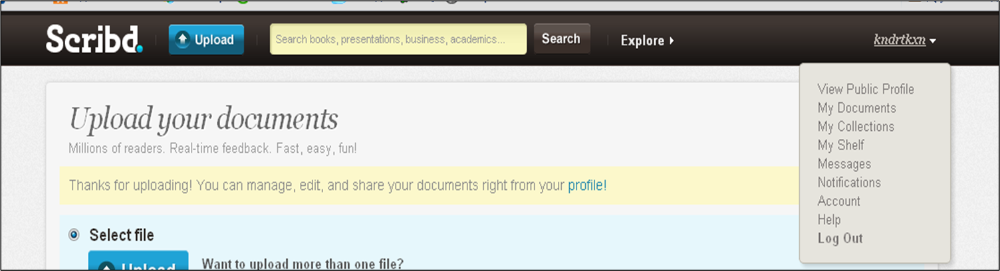 Scribd.
Upload
Search books, presentations, business, academics...
Search
Explore
kndrtkxn
View Public Profile
My Documents
My Collections
My Shelf
Messages
Notifications
Account
Help
Log Out
Upload your documents
Millions of readers. Real-time feedback. Fast, easy, fun!
Thanks for uploading! You can manage, edit, and share your documents right from your profile!
Select file
Upload
Want to upload more than one file?